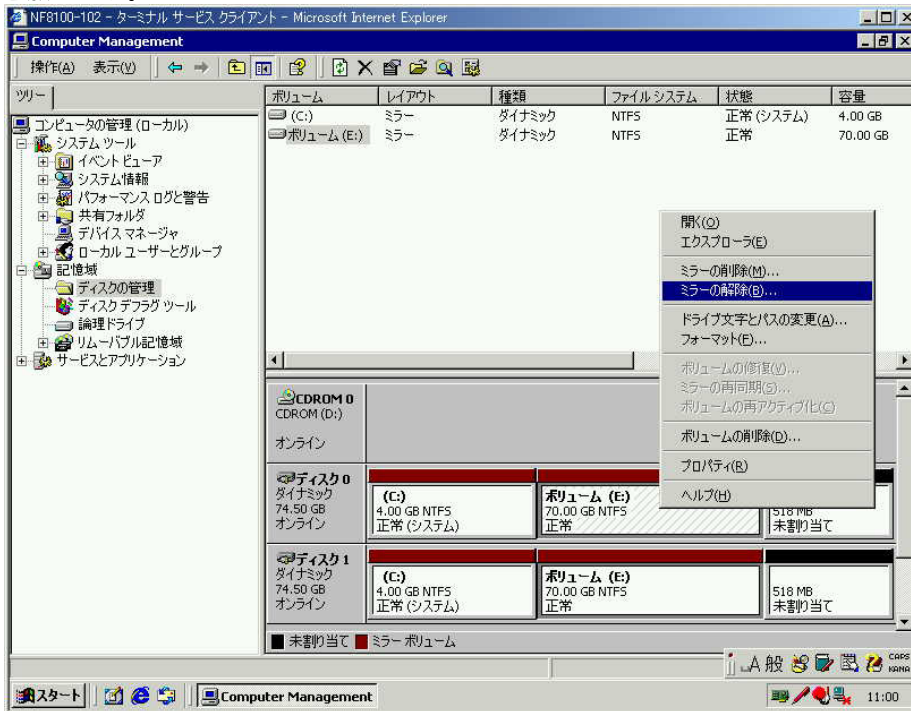 NF8100-102 - ターミナル サービス クライアント - Microsoft Internet Explorer
Computer Management
操作(A) 表示(V)
ツリー
コンピュータの管理 (ローカル)
システム ツール
イベント ビューア
システム情報
パフォーマンス ログと警告
共有フォルダ
デバイス マネージャ
ローカル ユーザーとグループ
記憶域
ディスクの管理
ディスク デフラグ ツール
論理ドライブ
リムーバブル記憶域
サービスとアプリケーション
ボリューム レイアウト 種類 ファイル システム 状態 容量
(C:) ミラー ダイナミック NTFS 正常 (システム) 4.00 GB
ボリューム (E:) ミラー ダイナミック NTFS 正常 70.00 GB
開く(O)
エクスプローラ(E)
ミラーの削除(M)...
ミラーの解除(B)...
ドライブ文字とパスの変更(A)...
フォーマット(F)...
ボリュームの修復(V)...
ミラーの再同期(S)...
ボリュームの再アクティブ化(C)
ボリュームの削除(D)...
プロパティ(R)
ヘルプ(H)
CDROM 0
CDROM (D:)
オンライン
ディスク 0
ダイナミック
74.50 GB
オンライン
(C:)
4.00 GB NTFS
正常 (システム)
ボリューム (E:)
70.00 GB NTFS
正常
518 MB
未割り当て
ディスク 1
ダイナミック
74.50 GB
オンライン
(C:)
4.00 GB NTFS
正常 (システム)
ボリューム (E:)
70.00 GB NTFS
正常
518 MB
未割り当て
未割り当て ミラー ボリューム
A 般 CAPS
KANA
スタート Computer Management 11:00